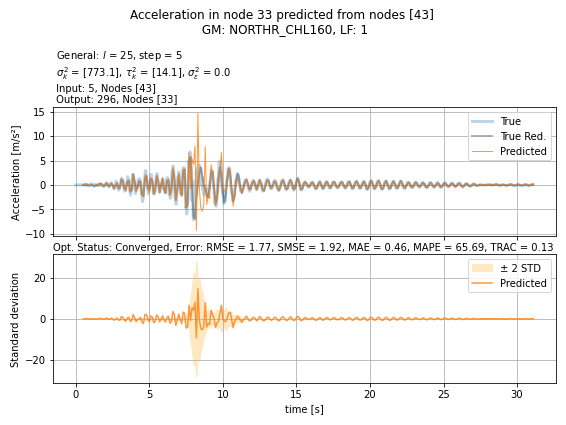 Acceleration in node 33 predicted from nodes [43]
GM: NORTHR_CHL160, LF: 1
General: l = 25, step = 5
σ²ₖ = [773.1], τ²ₖ = [14.1], σ²ε = 0.0
Input: 5, Nodes [43]
Output: 296, Nodes [33]
Acceleration [m/s²]
15
10
5
0
−5
−10
True
True Red.
Predicted
Opt. Status: Converged, Error: RMSE = 1.77, SMSE = 1.92, MAE = 0.46, MAPE = 65.69, TRAC = 0.13
Standard deviation
20
0
−20
± 2 STD
Predicted
0 5 10 15 20 25 30
time [s]